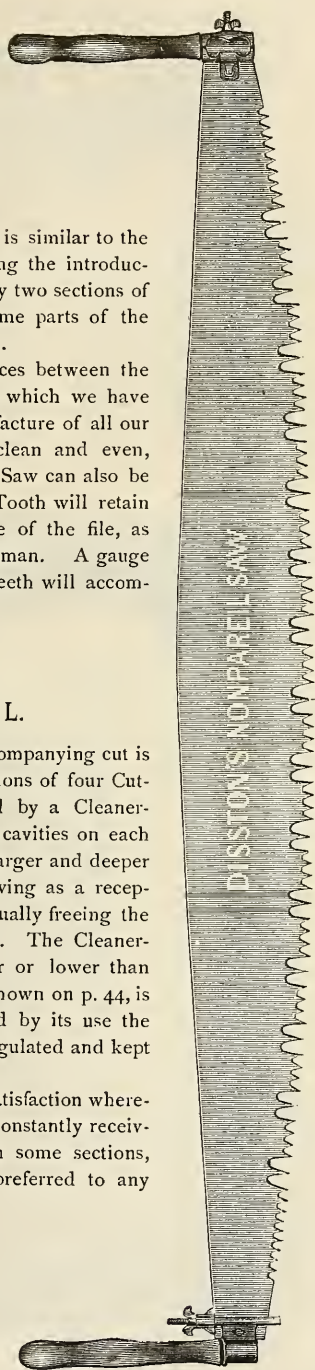 is similar to the
ng the introduc-
y two sections of
me parts of the
.
ces between the
which we have
facture of all our
clean and even,
Saw can also be
Tooth will retain
e of the file, as
man. A gauge
eeth will accom-
L.
companying cut is
ions of four Cut-
d by a Cleaner-
cavities on each
arger and deeper
ving as a recep-
ually freeing the
. The Cleaner-
r or lower than
hown on p. 44, is
d by its use the
gulated and kept
tisfaction where-
onstantly receiv-
n some sections,
preferred to any
DISSTON'S NONPAREIL SAW